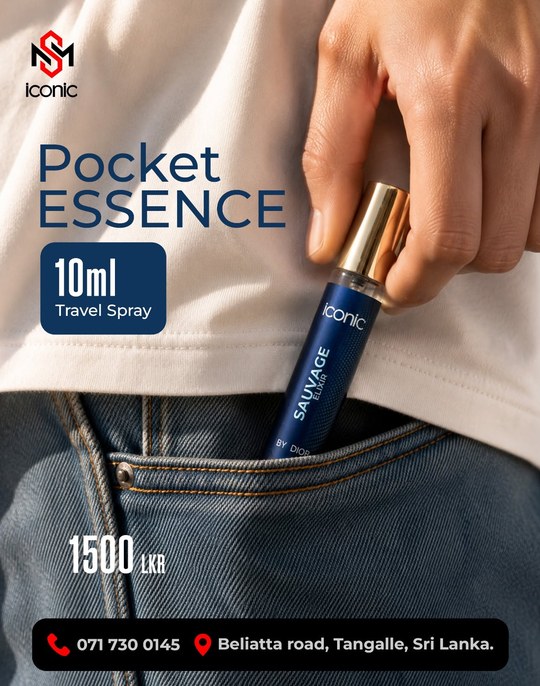 NSM
iconic
Pocket
ESSENCE
10ml
Travel Spray
iconic
SAUVAGE
ELIXIR
BY DIOR
1500 LKR
071 730 0145
Beliatta road, Tangalle, Sri Lanka.